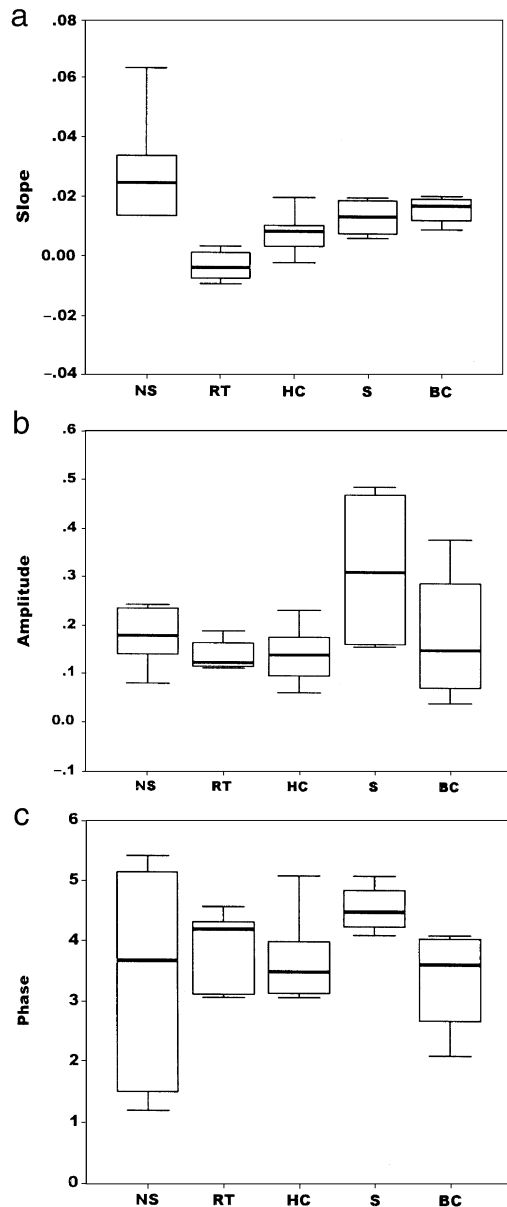 a
.08
.06
.04
.02
0.00
–.02
–.04
Slope
NS RT HC S BC
b
.6
.5
.4
.3
.2
.1
0.0
–.1
Amplitude
NS RT HC S BC
c
6
5
4
3
2
1
0
Phase
NS RT HC S BC